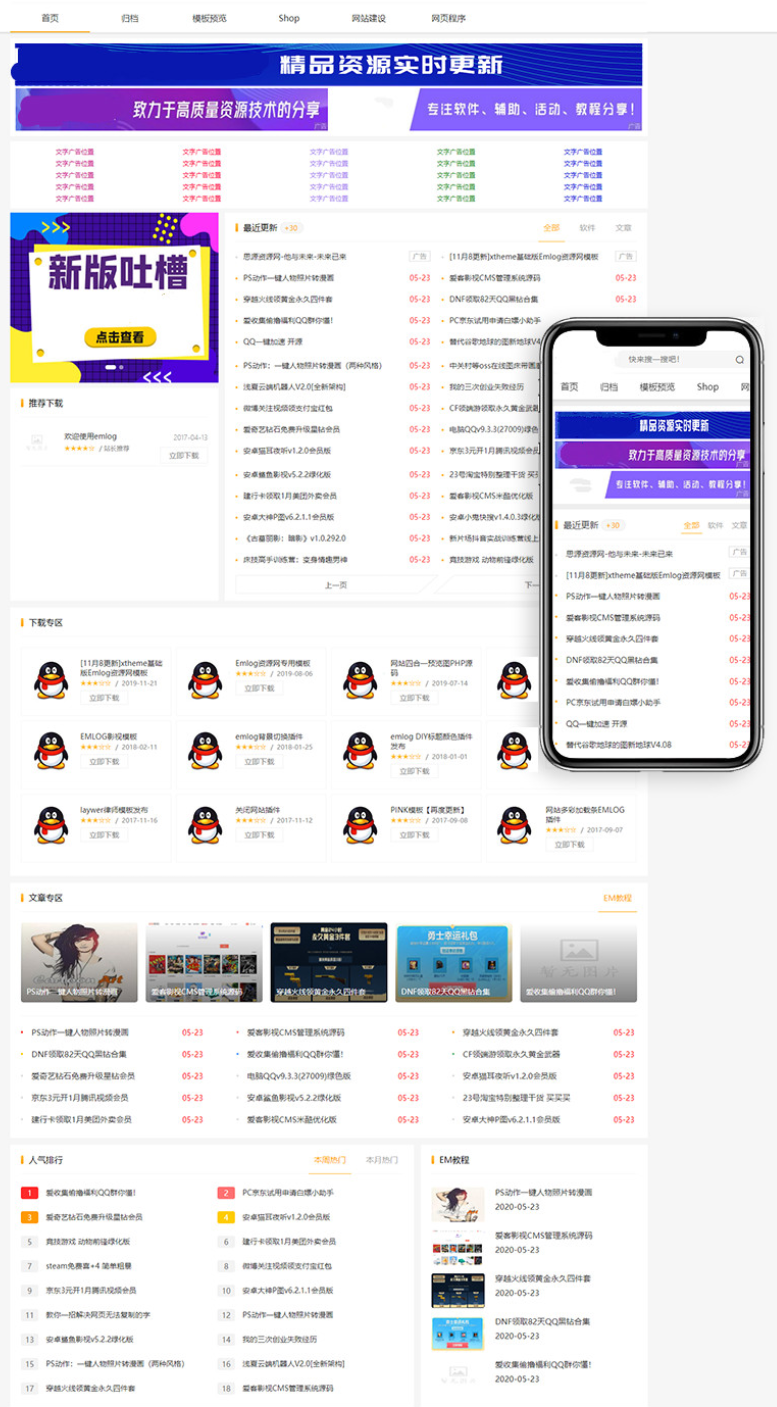 首页 归档 模板预览 Shop 网站建设 网页程序
精品资源实时更新
致力于高质量资源技术的分享
广告
专注软件、辅助、活动、教程分享!
广告
文字广告位置 文字广告位置 文字广告位置 文字广告位置 文字广告位置
文字广告位置 文字广告位置 文字广告位置 文字广告位置 文字广告位置
文字广告位置 文字广告位置 文字广告位置 文字广告位置 文字广告位置
文字广告位置 文字广告位置 文字广告位置 文字广告位置 文字广告位置
文字广告位置 文字广告位置 文字广告位置 文字广告位置 文字广告位置
新版吐槽
点击查看
推荐下载
欢迎使用emlog 2017-04-13
/ 站长推荐
立即下载
最近更新 +30 全部 软件 文章
思源资源网-他与未来-未来已来 广告
[11月8更新]xtheme基础版Emlog资源网模板 广告
PS动作一键人物照片转漫画 05-23
爱客影视CMS管理系统源码 05-23
穿越火线领黄金永久四件套 05-23
DNF领取82天QQ黑钻合集 05-23
爱收集偷撸福利QQ群你懂! 05-23
PC京东试用申请白嫖小助手
QQ一键加速 开源 05-23
替代谷歌地球的图新地球V4
PS动作：一键人物照片转漫画（两种风格） 05-23
中关村等oss在线图床开源
浅夏云端机器人V2.0[全新架构] 05-23
我的三次创业失败经历
微博关注视频领支付宝红包 05-23
CF领端游领取永久黄金武
爱奇艺钻石免费升级星钻会员 05-23
电脑QQv9.3.3(27009)绿色
安卓猫耳夜听v1.2.0会员版 05-23
京东3元开1月腾讯视频会员
安卓鲨鱼影视v5.2.2绿化版 05-23
23号淘宝特别整理干货 买买
建行卡领取1月美团外卖会员 05-23
爱客影视CMS米酷优化版
安卓大神P图v6.2.1.1会员版 05-23
安卓小鬼快搜v1.4.0.3绿化
《古墓丽影：暗影》v1.0.292.0 05-23
新片场抖音实战训练营线上
床技高手训练营：变身情趣男神 05-23
竞技游戏 动物前锋绿化版
上一页 下一
快来搜一搜吧!
首页 归档 模板预览 Shop 网
精品资源实时更新
致力于高质量资源技术的分享
广告
专注软件、辅助、活动、教程分享!
广告
最近更新 +30 全部 软件 文章
思源资源网-他与未来-未来已来 广告
[11月8更新]xtheme基础版Emlog资源网模板 广告
PS动作一键人物照片转漫画 05-23
爱客影视CMS管理系统源码 05-23
穿越火线领黄金永久四件套 05-23
DNF领取82天QQ黑钻合集 05-23
爱收集偷撸福利QQ群你懂! 05-23
PC京东试用申请白嫖小助手 05-23
QQ一键加速 开源 05-23
替代谷歌地球的图新地球V4.08 05-2
下载专区
[11月8更新]xtheme基础
版Emlog资源网模板
/ 2019-11-21
立即下载
Emlog资源网专用模板
/ 2019-08-06
立即下载
网站四合一预览图PHP源
码
/ 2019-07-14
立即下载
EMLOG影视模板
/ 2018-02-11
立即下载
emlog背景切换插件
/ 2018-01-25
立即下载
emlog DIY标题颜色插件
发布
/ 2018-01-01
立即下载
laywer律师模板发布
/ 2017-11-16
立即下载
关闭网站插件
/ 2017-11-12
立即下载
PINK模板【再度更新】
/ 2017-09-08
立即下载
网站多彩加载条EMLOG
插件
/ 2017-09-07
立即下载
文章专区 EM教程
PS动作一键人物照片转漫画
爱客影视CMS管理系统源码
永久黄金3件套
穿越火线领黄金永久四件套
勇士幸运礼包
DNF领取82天QQ黑钻合集
暂无图片
爱收集偷撸福利QQ群你懂!
PS动作一键人物照片转漫画 05-23
爱客影视CMS管理系统源码 05-23
穿越火线领黄金永久四件套 05-23
DNF领取82天QQ黑钻合集 05-23
爱收集偷撸福利QQ群你懂! 05-23
CF领端游领取永久黄金武器 05-23
爱奇艺钻石免费升级星钻会员 05-23
电脑QQv9.3.3(27009)绿色版 05-23
安卓猫耳夜听v1.2.0会员版 05-23
京东3元开1月腾讯视频会员 05-23
安卓鲨鱼影视v5.2.2绿化版 05-23
23号淘宝特别整理干货 买买买 05-23
建行卡领取1月美团外卖会员 05-23
爱客影视CMS米酷优化版 05-23
安卓大神P图v6.2.1.1会员版 05-23
人气排行 本周热门 本月热门
1 爱收集偷撸福利QQ群你懂!
2 PC京东试用申请白嫖小助手
3 爱奇艺钻石免费升级星钻会员
4 安卓猫耳夜听v1.2.0会员版
5 竞技游戏 动物前锋绿化版
6 建行卡领取1月美团外卖会员
7 steam免费套+4 简单粗暴
8 微博关注视频领支付宝红包
9 京东3元开1月腾讯视频会员
10 安卓大神P图v6.2.1.1会员版
11 教你一招解决网页无法复制的字
12 PS动作一键人物照片转漫画
13 安卓鲨鱼影视v5.2.2绿化版
14 我的三次创业失败经历
15 PS动作：一键人物照片转漫画（两种风格）
16 浅夏云端机器人V2.0[全新架构]
17 穿越火线领黄金永久四件套
18 爱客影视CMS管理系统源码
EM教程
PS动作一键人物照片转漫画
2020-05-23
爱客影视CMS管理系统源码
2020-05-23
穿越火线领黄金永久四件套
2020-05-23
DNF领取82天QQ黑钻合集
2020-05-23
爱收集偷撸福利QQ群你懂!
2020-05-23